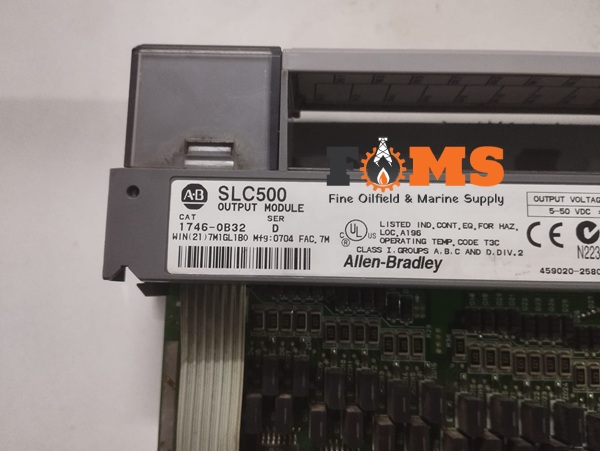 FOMS
Fine Oilfield & Marine Supply
A-B SLC500
OUTPUT MODULE
CAT SER
1746-OB32 D
WIN(21)7M1GL1BO Mfg:0704 FAC,7M
UL
LISTED IND,CONT,EQ,FOR HAZ,
LOC,A196
OPERATING TEMP, CODE T3C
CLASS I, GROUPS A,B,C AND D,DIV.2
Allen-Bradley
OUTPUT VOLTAG
5-50 VDC
N223
459020-2580